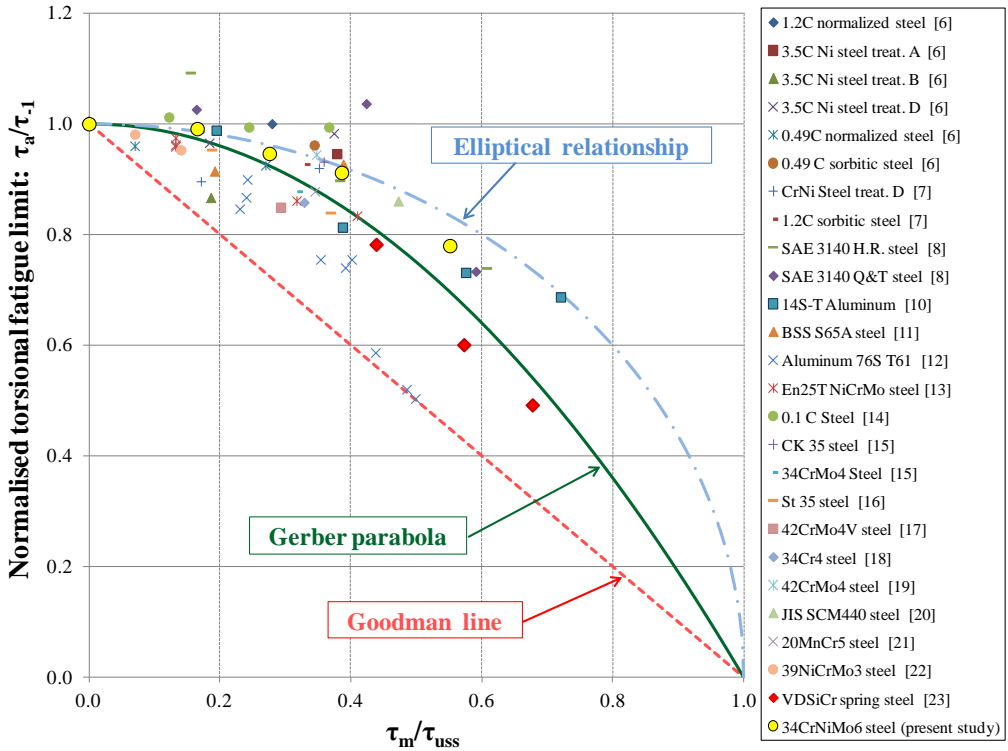 Normalised torsional fatigue limit: τa/τ-1
1.2
1.0
0.8
0.6
0.4
0.2
0.0
0.0
0.2
0.4
0.6
0.8
1.0
τm/τuss
Elliptical relationship
Gerber parabola
Goodman line
1.2C normalized steel [6]
3.5C Ni steel treat. A [6]
3.5C Ni steel treat. B [6]
3.5C Ni steel treat. D [6]
0.49C normalized steel [6]
0.49 C sorbitic steel [6]
CrNi Steel treat. D [7]
1.2C sorbitic steel [7]
SAE 3140 H.R. steel [8]
SAE 3140 Q&T steel [8]
14S-T Aluminum [10]
BSS S65A steel [11]
Aluminum 76S T61 [12]
En25T NiCrMo steel [13]
0.1 C Steel [14]
CK 35 steel [15]
34CrMo4 Steel [15]
St 35 steel [16]
42CrMo4V steel [17]
34Cr4 steel [18]
42CrMo4 steel [19]
JIS SCM440 steel [20]
20MnCr5 steel [21]
39NiCrMo3 steel [22]
VDSiCr spring steel [23]
34CrNiMo6 steel (present study)